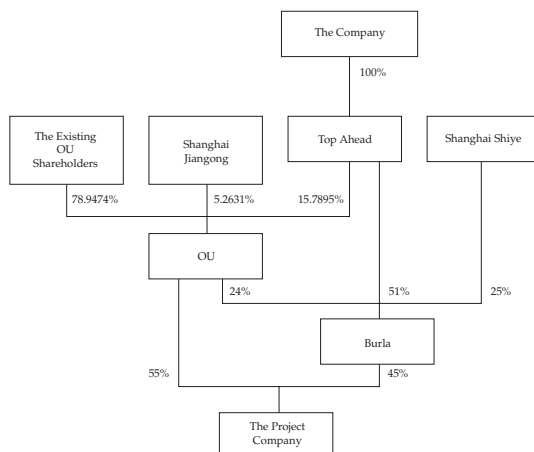 The Company
100%
The Existing
OU
Shareholders
Shanghai
Jiangong
Top Ahead
Shanghai Shiye
78.9474%
5.2631%
15.7895%
OU
24%
51%
25%
Burla
55%
45%
The Project
Company